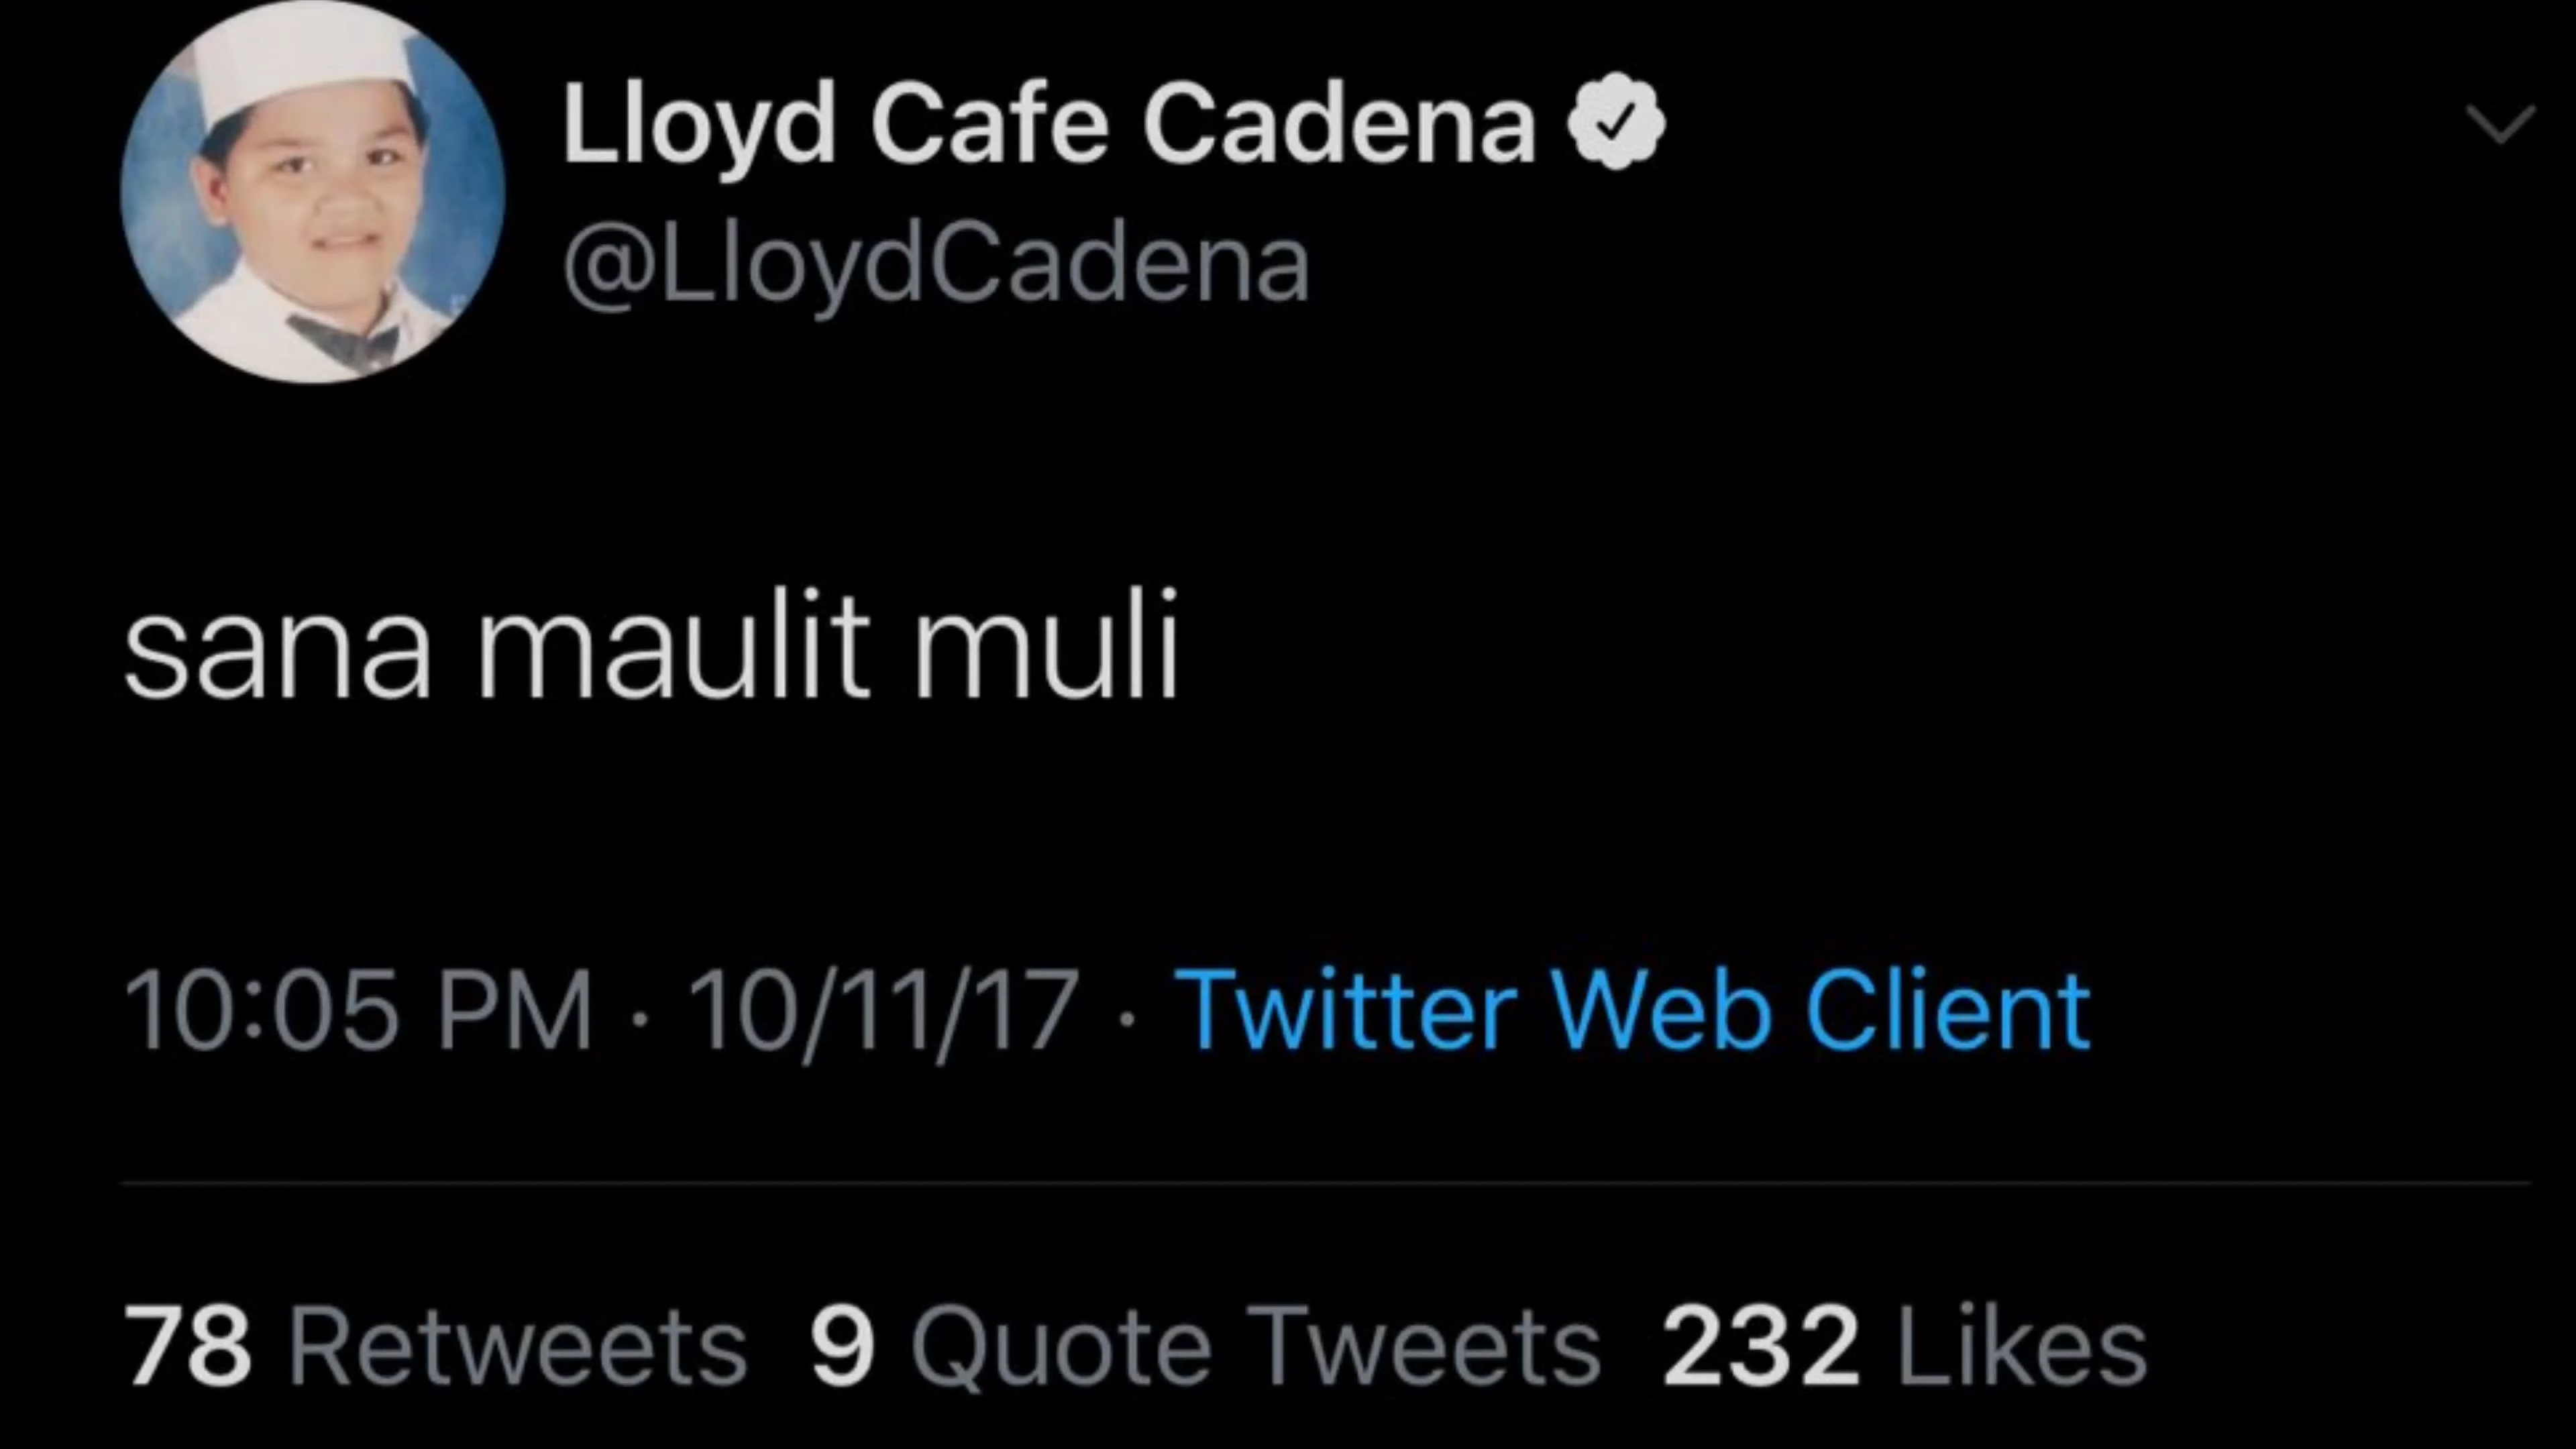 Lloyd Cafe Cadena
@LloydCadena
sana maulit muli
10:05 PM · 10/11/17 · Twitter Web Client
78 Retweets 9 Quote Tweets 232 Likes